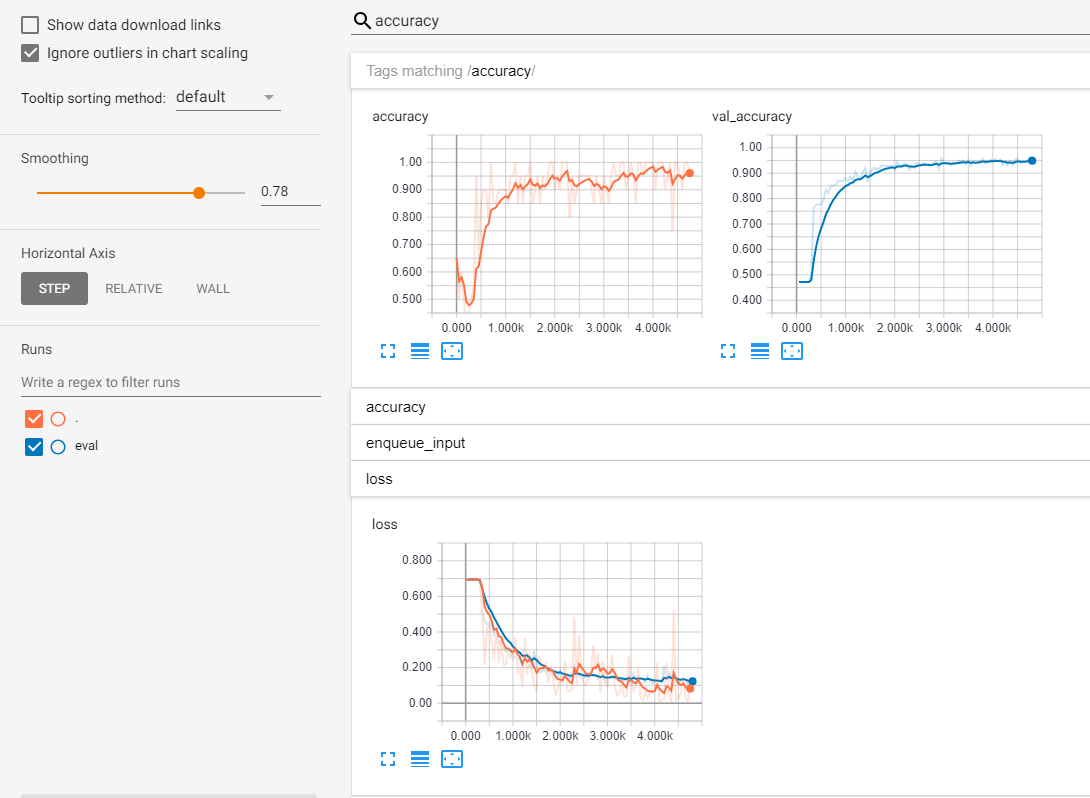 Show data download links
Ignore outliers in chart scaling
Tooltip sorting method: default
Smoothing
0.78
Horizontal Axis
STEP RELATIVE WALL
Runs
Write a regex to filter runs
.
eval
accuracy
Tags matching /accuracy/
accuracy
1.00
0.900
0.800
0.700
0.600
0.500
0.000 1.000k 2.000k 3.000k 4.000k
val_accuracy
1.00
0.900
0.800
0.700
0.600
0.500
0.400
0.000 1.000k 2.000k 3.000k 4.000k
accuracy
enqueue_input
loss
loss
0.800
0.600
0.400
0.200
0.00
0.000 1.000k 2.000k 3.000k 4.000k